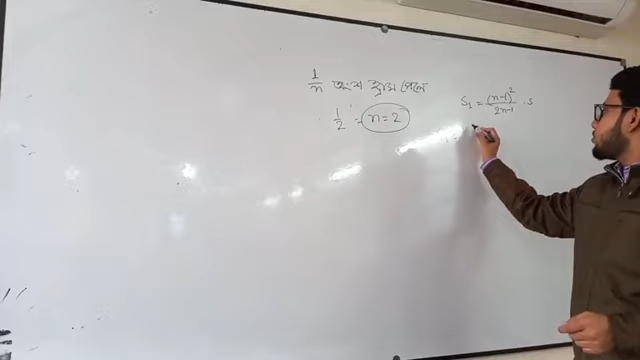 1/n অংশ হ্রাস পেলে
1/2 = n = 2
S₁ = (n-1)²/2n-1 · s